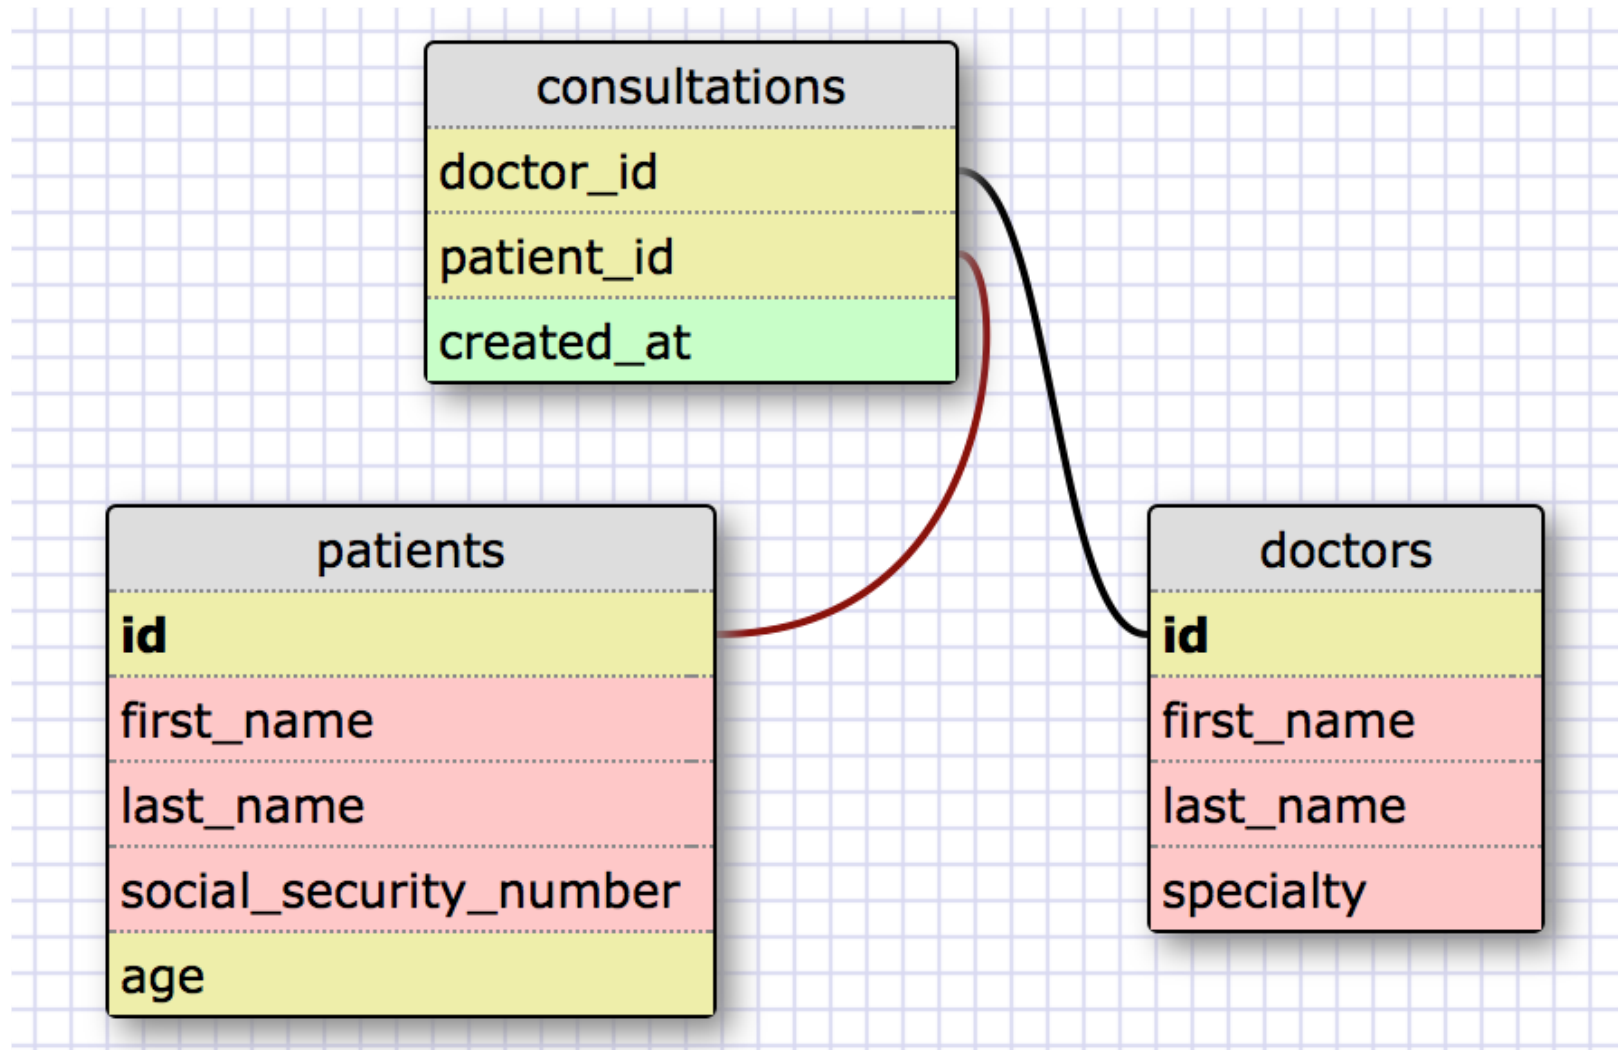 consultations
doctor_id
patient_id
created_at
patients
id
first_name
last_name
social_security_number
age
doctors
id
first_name
last_name
specialty